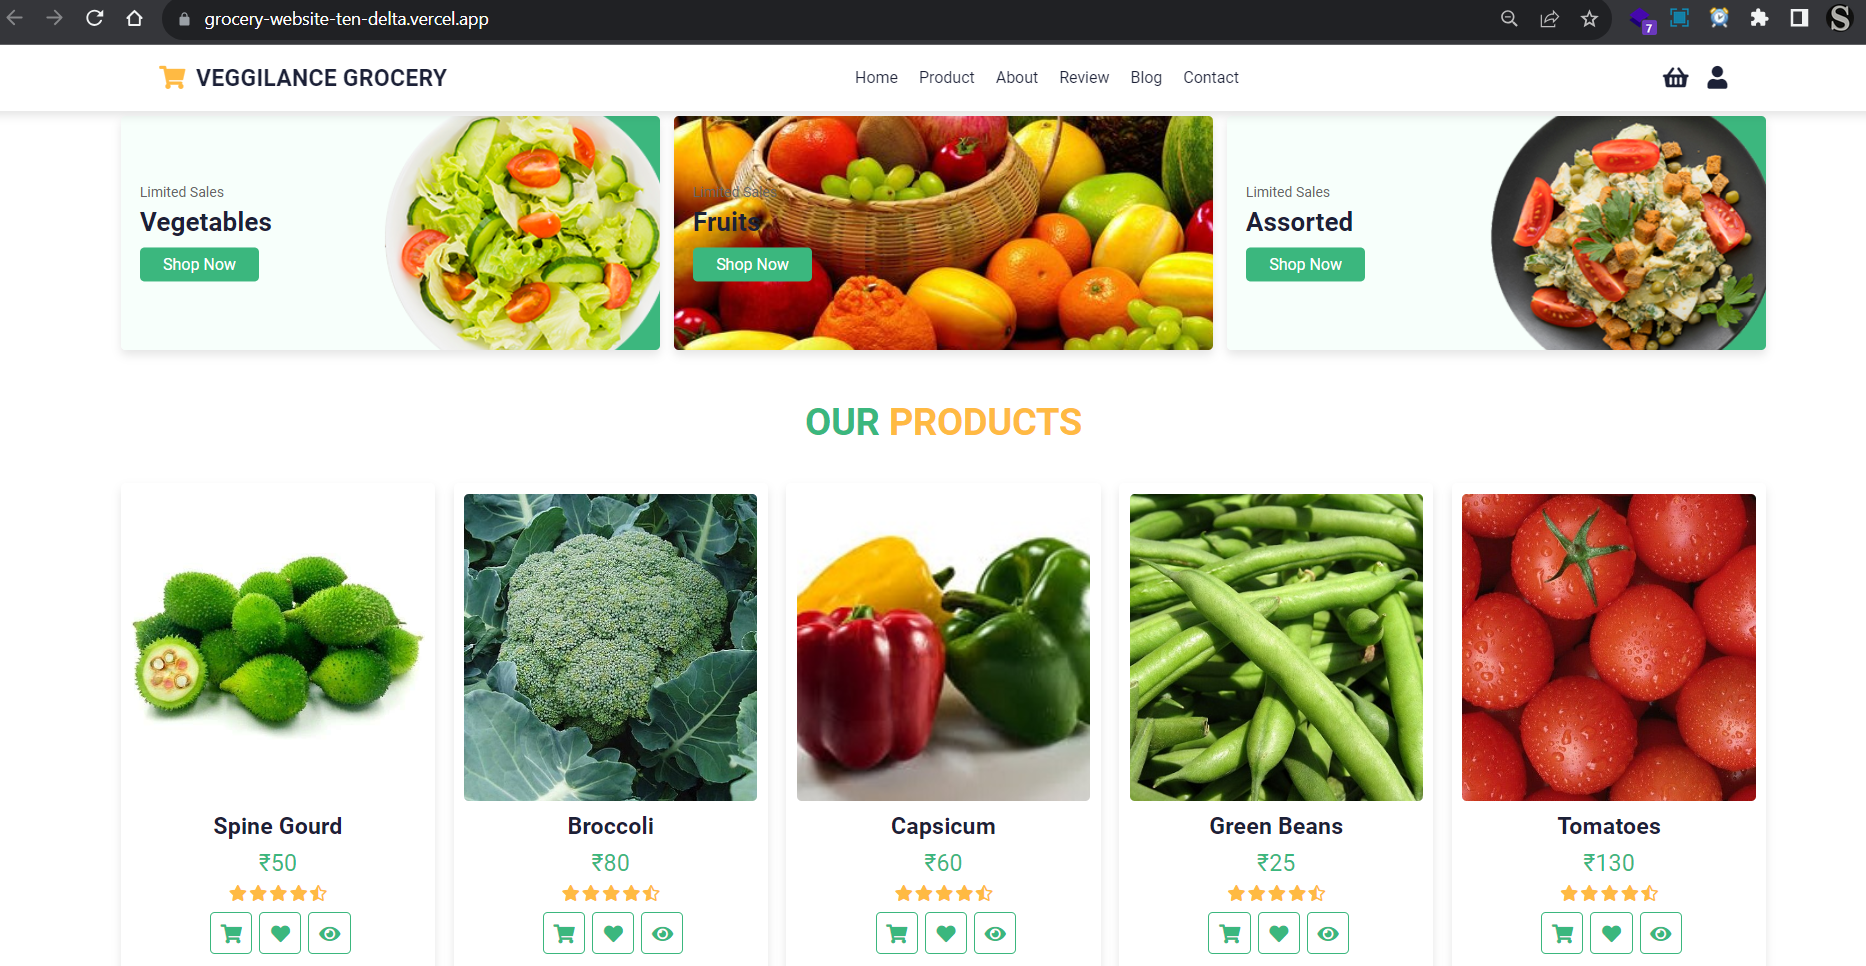 grocery-website-ten-delta.vercel.app
7
S
VEGGILANCE GROCERY
Home Product About Review Blog Contact
Limited Sales
Vegetables
Shop Now
Limited Sales
Fruits
Shop Now
Limited Sales
Assorted
Shop Now
OUR PRODUCTS
Spine Gourd
₹50
Broccoli
₹80
Capsicum
₹60
Green Beans
₹25
Tomatoes
₹130